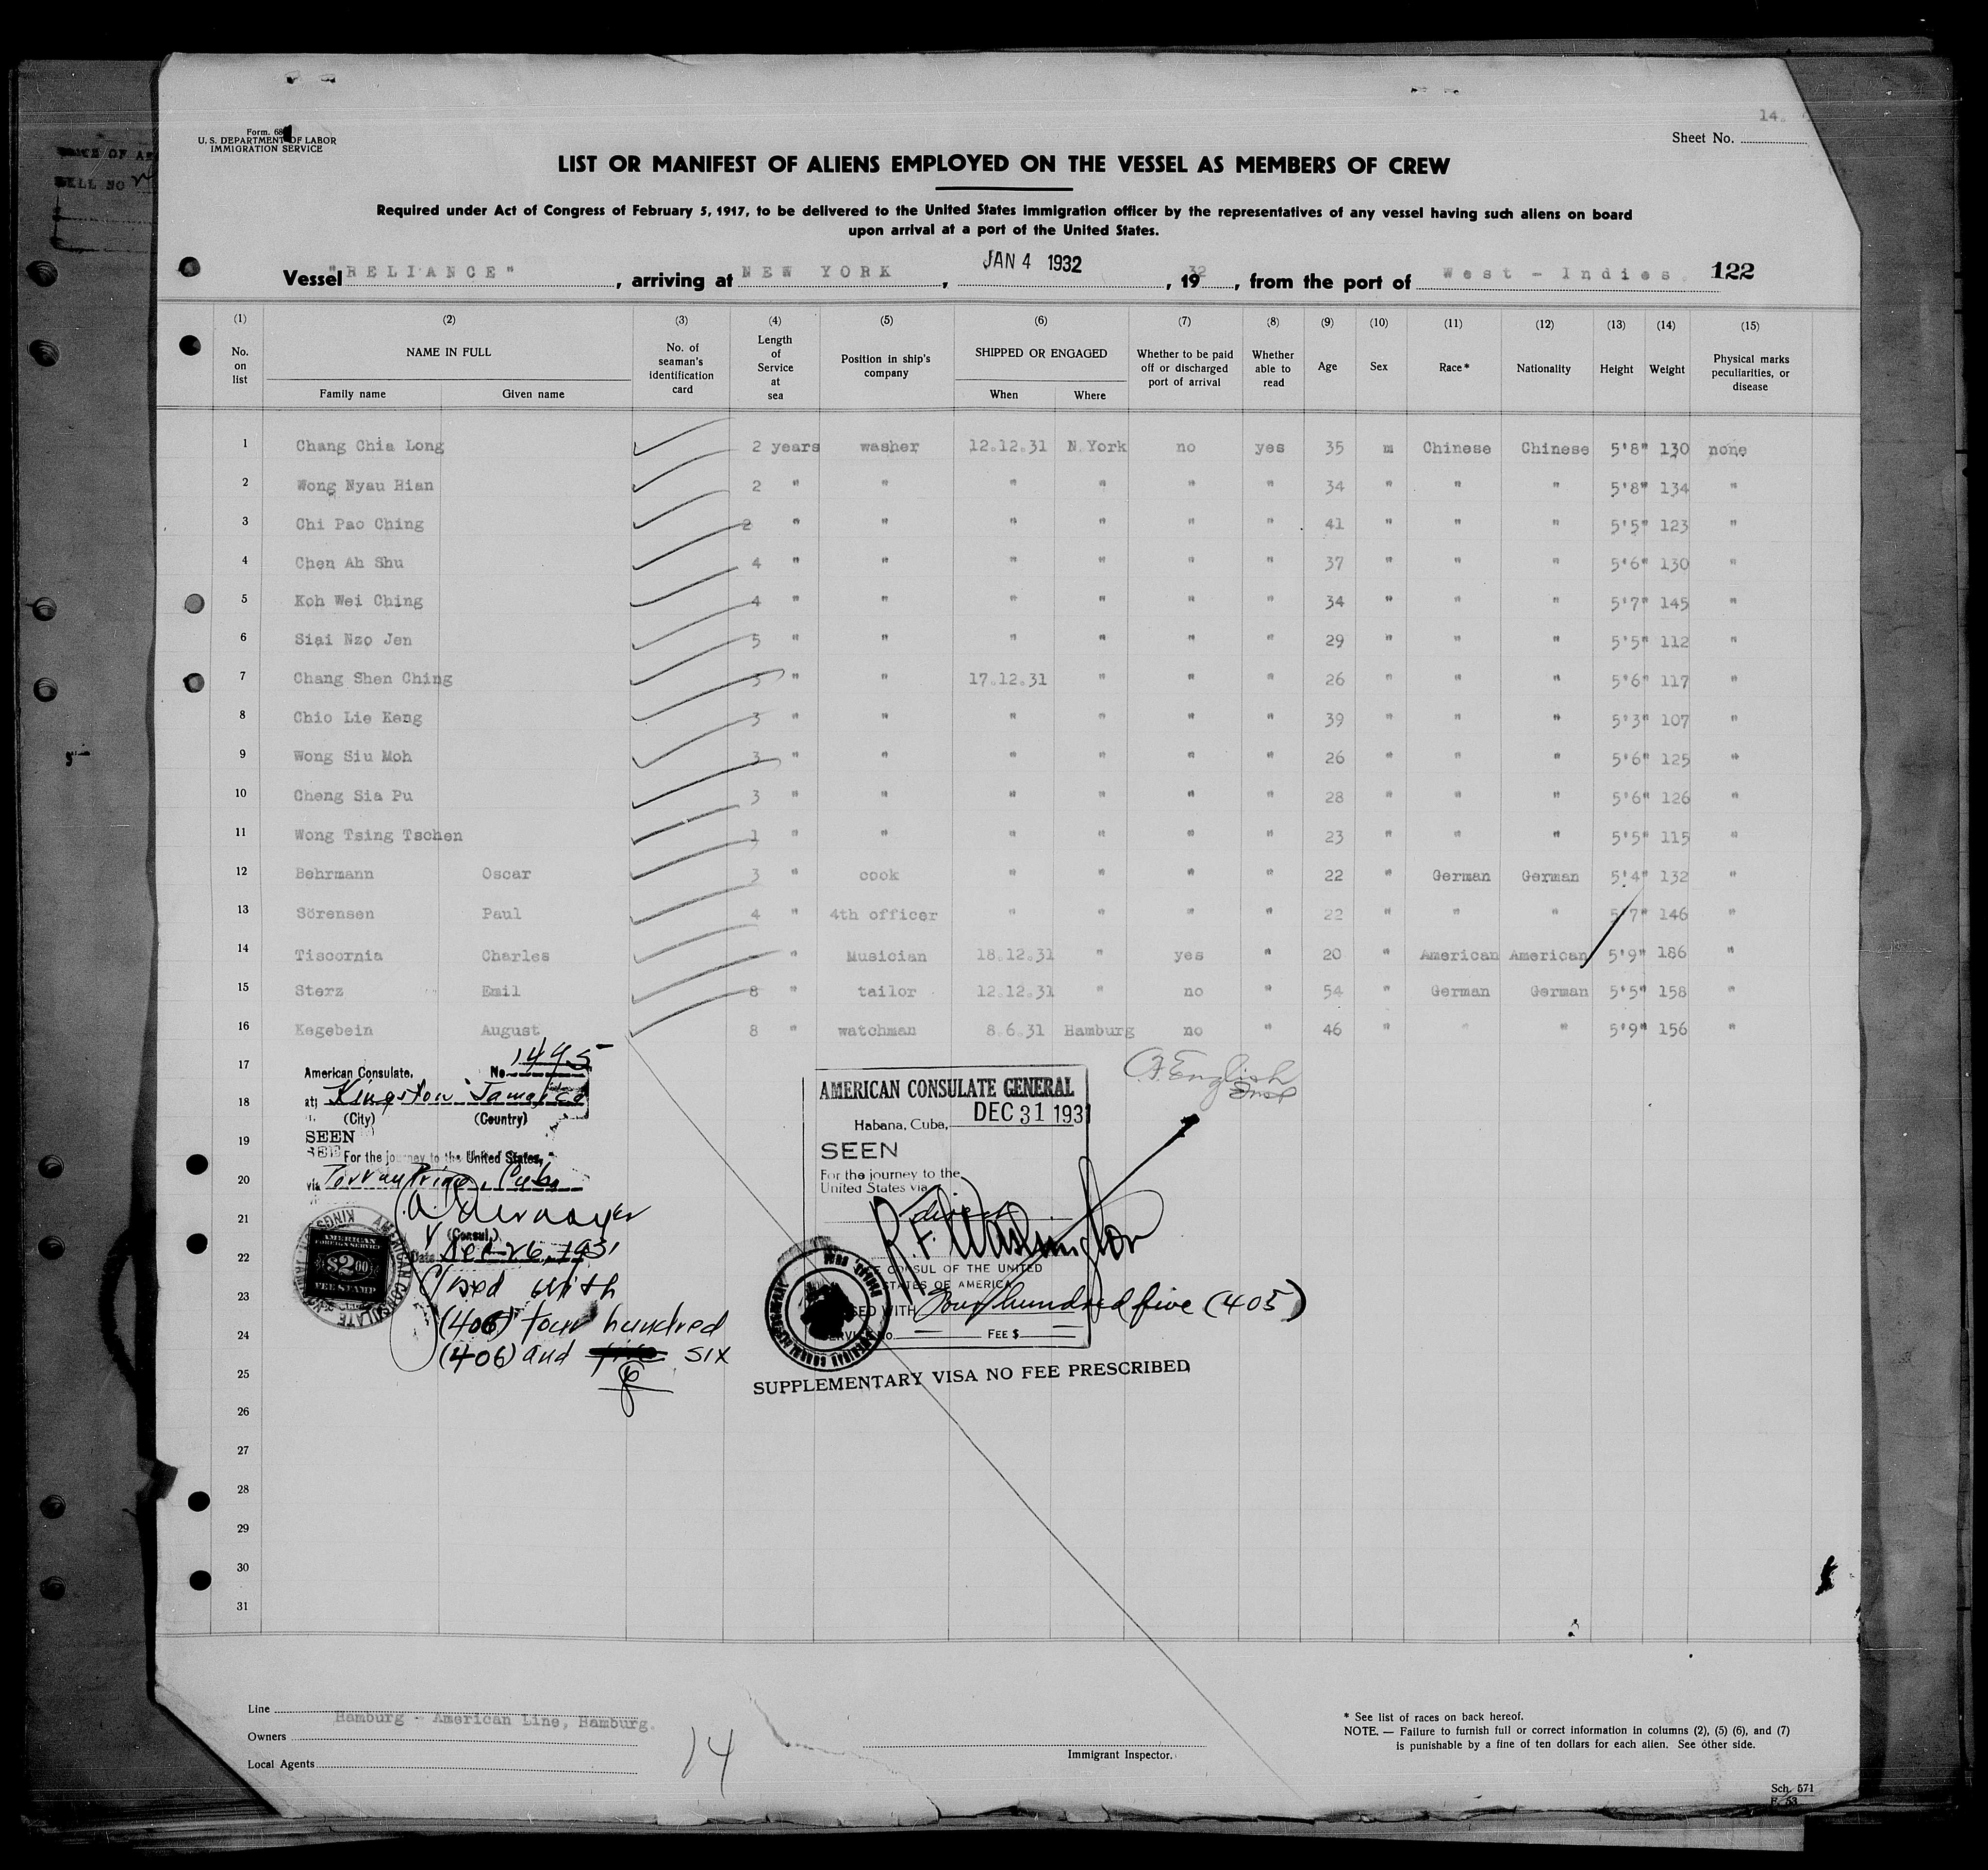 14.
Sheet No.
Form. 68
U. S. DEPARTMENT OF LABOR
IMMIGRATION SERVICE
LIST OR MANIFEST OF ALIENS EMPLOYED ON THE VESSEL AS MEMBERS OF CREW
Required under Act of Congress of February 5, 1917, to be delivered to the United States immigration officer by the representatives of any vessel having such aliens on board
upon arrival at a port of the United States.
Vessel "RELIANCE", arriving at NEW YORK, JAN 4 1932, 1932, from the port of West - Indies. 122
(1) (2) (3) (4) (5) (6) (7) (8) (9) (10) (11) (12) (13) (14) (15)
No. on list NAME IN FULL Family name Given name No. of seaman's identification card Length of Service at sea Position in ship's company SHIPPED OR ENGAGED When Where Whether to be paid off or discharged port of arrival Whether able to read Age Sex Race* Nationality Height Weight Physical marks peculiarities, or disease
1 Chang Chia Long 2 years washer 12.12.31 N.York no yes 35 m Chinese Chinese 5'8" 130 none
2 Wong Nyau Bian 2 " " " " " " 34 " " " 5'8" 134 "
3 Chi Pao Ching 2 " " " " " " 41 " " " 5'5" 123 "
4 Chen Ah Shu 4 " " " " " " 37 " " " 5'6" 130 "
5 Koh Wei Ching 4 " " " " " " 34 " " " 5'7" 145 "
6 Siai Nzo Jen 5 " " " " " " 29 " " " 5'5" 112 "
7 Chang Shen Ching 3 " " 17.12.31 " " " 26 " " " 5'6" 117 "
8 Chio Lie Keng 3 " " " " " " 39 " " " 5'3" 107 "
9 Wong Siu Moh 3 " " " " " " 26 " " " 5'6" 125 "
10 Cheng Sia Pu 3 " " " " " " 28 " " " 5'6" 126 "
11 Wong Tsing Tschen 1 " " " " " " 23 " " " 5'5" 115 "
12 Behrmann Oscar 3 " cook " " " " 22 " German German 5'4" 132 "
13 Sörensen Paul 4 " 4th officer " " " " 22 " " " 5'7" 146 "
14 Tiscornia Charles - " Musician 18.12.31 " yes " 20 " American American 5'9" 186 "
15 Sterz Emil 8 " tailor 12.12.31 " no " 54 " German German 5'5" 158 "
16 Kegebein August 8 " watchman 8.6.31 Hamburg no " 46 " " " 5'9" 156 "
17
18
19
20
21
22
23
24
25
26
27
28
29
30
31
American Consulate, No. 1495
at Kingston Jamaica
(City) (Country)
SEEN
For the journey to the United States,
via Cuba
(Consul.)
Date Dec 26, 1931
Closed with
(406) four hundred
(406) and six
AMERICAN FOREIGN SERVICE
$2.00
FEE STAMP
AMERICAN CONSULATE GENERAL
DEC 31 193
Habana, Cuba,
SEEN
For the journey to the
United States via
direct
R. F. Washington
CONSUL OF THE UNITED
STATES OF AMERICA
SED WITH four hundred five (405)
No. FEE $
SUPPLEMENTARY VISA NO FEE PRESCRIBED
English
Insp
Line
Hamburg - American Line, Hamburg.
Owners
Local Agents
14
Immigrant Inspector.
* See list of races on back hereof.
NOTE. — Failure to furnish full or correct information in columns (2), (5) (6), and (7)
is punishable by a fine of ten dollars for each alien. See other side.
Sch. 571
F. 53